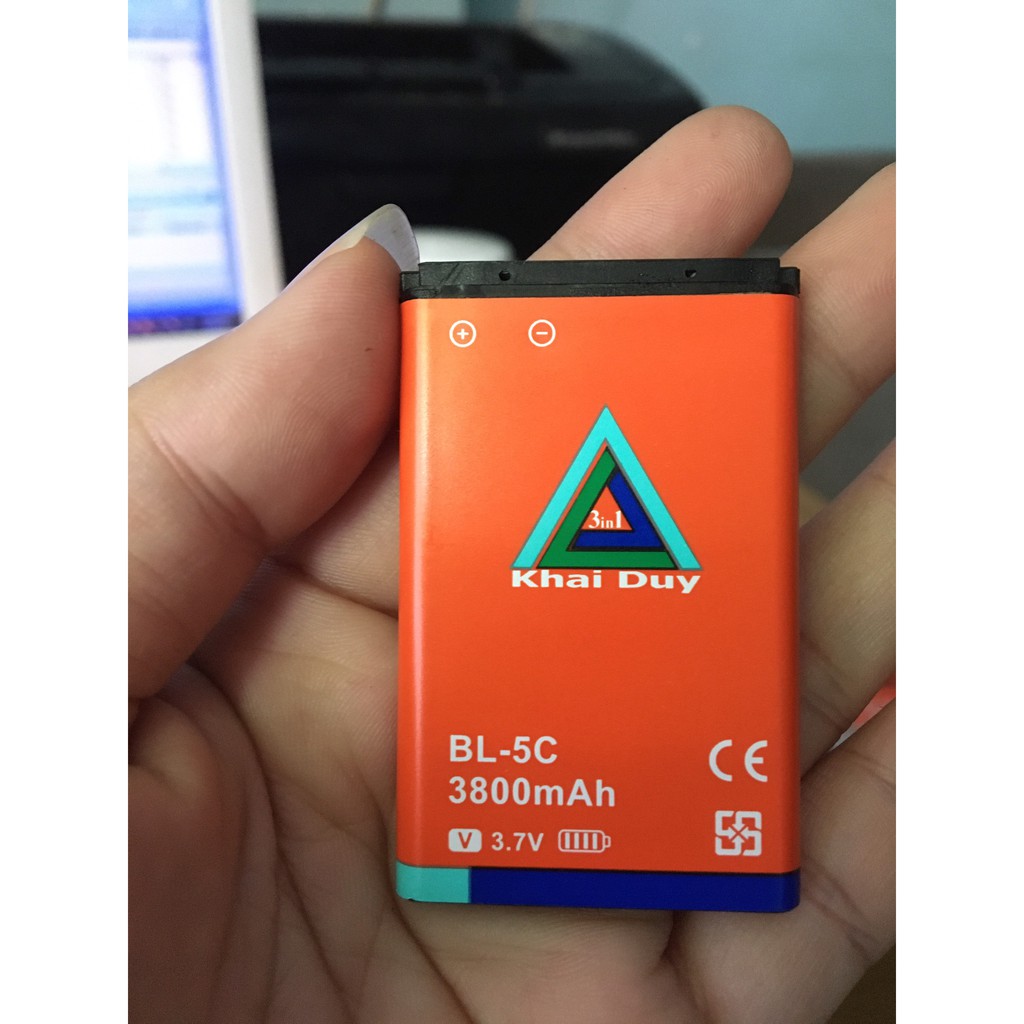 3in1
Khai Duy
BL-5C
3800mAh
CE
V 3.7V